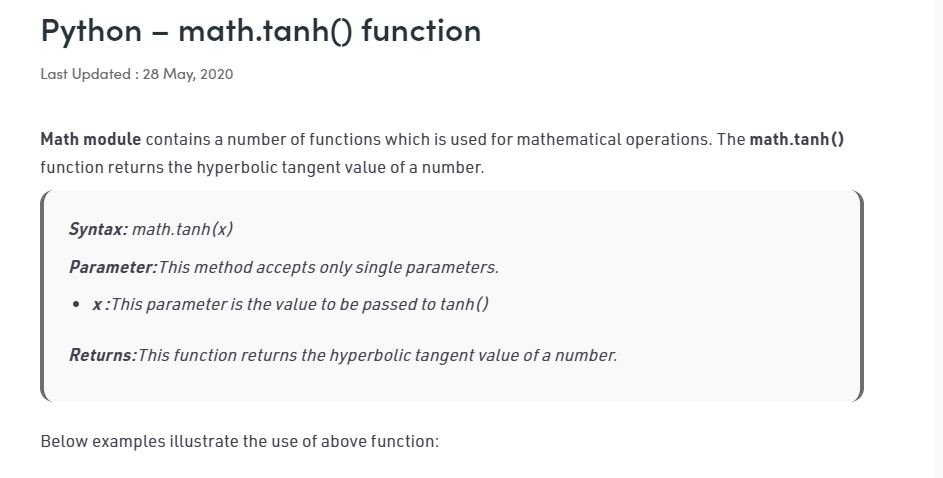 Python – math.tanh() function
Last Updated : 28 May, 2020
Math module contains a number of functions which is used for mathematical operations. The math.tanh()
function returns the hyperbolic tangent value of a number.
Syntax: math.tanh(x)
Parameter:This method accepts only single parameters.
• x :This parameter is the value to be passed to tanh()
Returns:This function returns the hyperbolic tangent value of a number.
Below examples illustrate the use of above function: